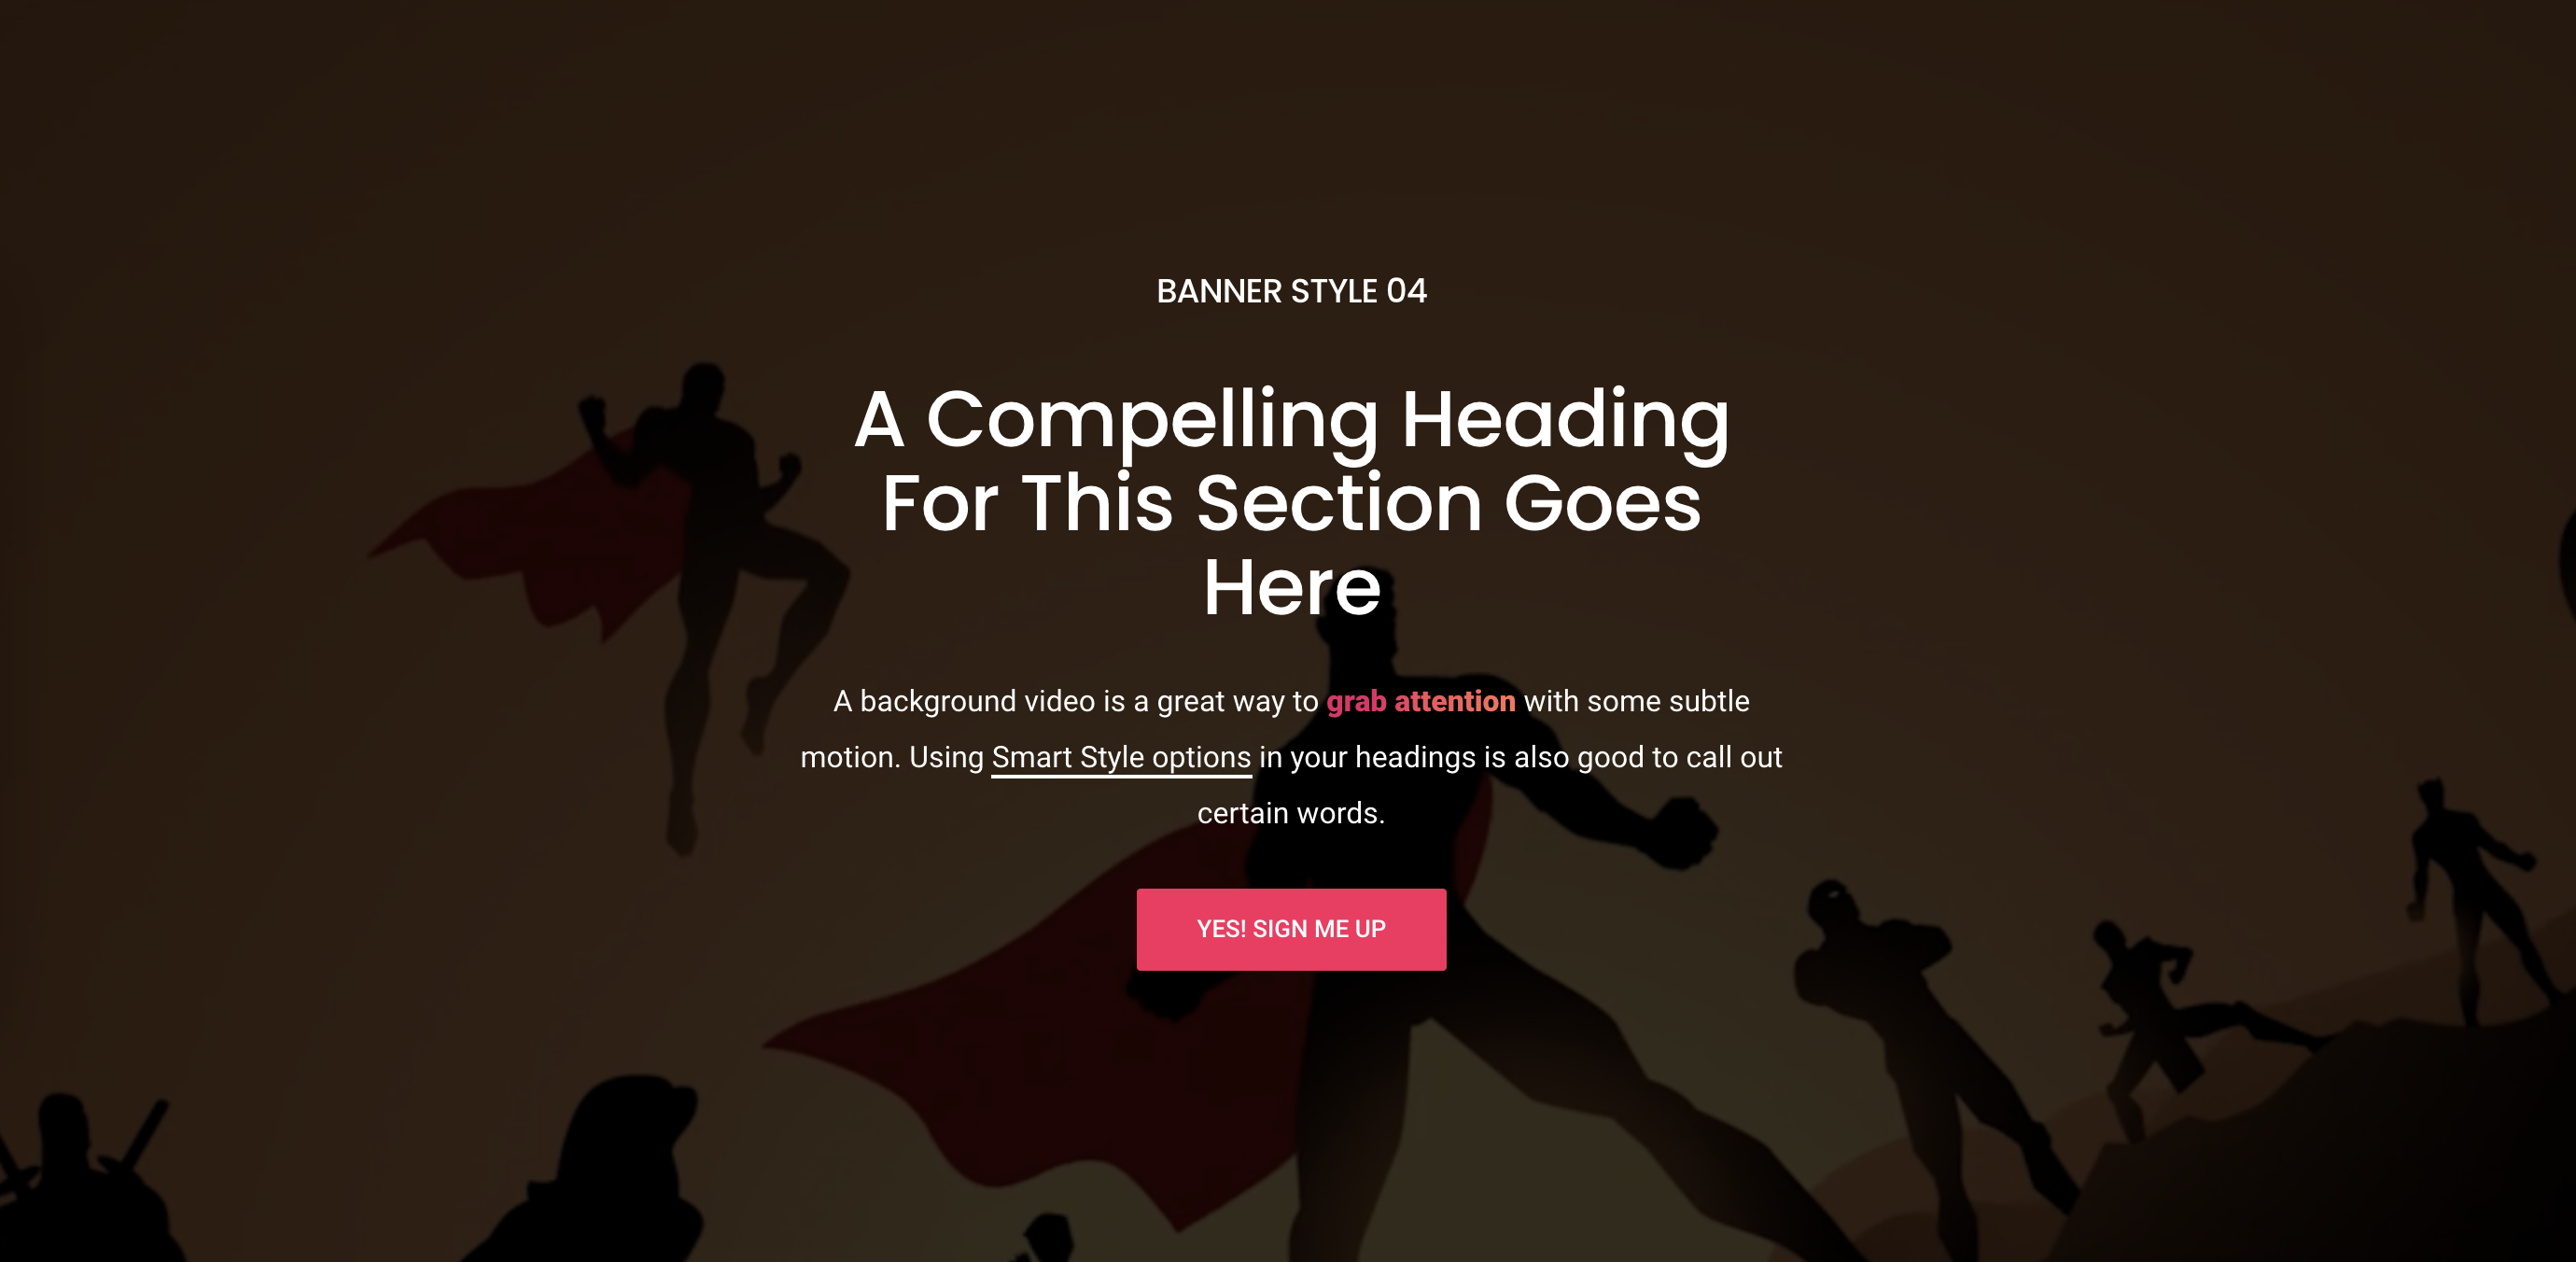 BANNER STYLE 04
A Compelling Heading
For This Section Goes
Here
A background video is a great way to grab attention with some subtle
motion. Using Smart Style options in your headings is also good to call out
certain words.
YES! SIGN ME UP